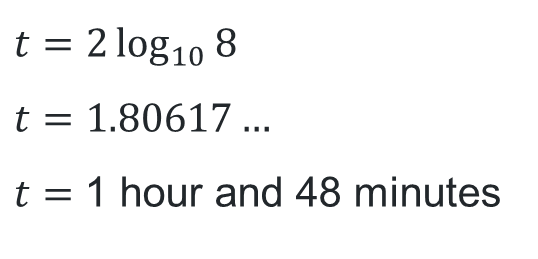 t = 2 log₁₀ 8
t = 1.80617 ...
t = 1 hour and 48 minutes